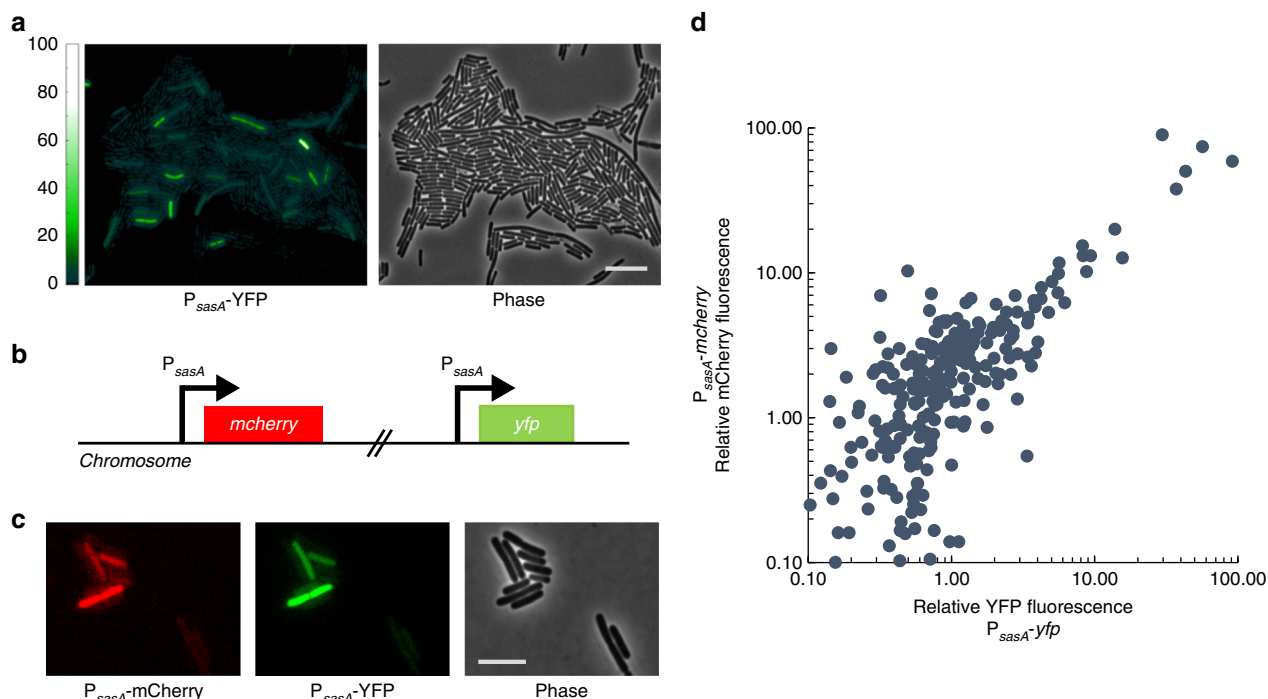 a
100
80
60
40
20
0
PsasA-YFP
Phase
b
PsasA
PsasA
mcherry
yfp
Chromosome
c
PsasA-mCherry
PsasA-YFP
Phase
d
PsasA-mcherry
Relative mCherry fluorescence
100.00
10.00
1.00
0.10
0.10
1.00
10.00
100.00
Relative YFP fluorescence
PsasA-yfp